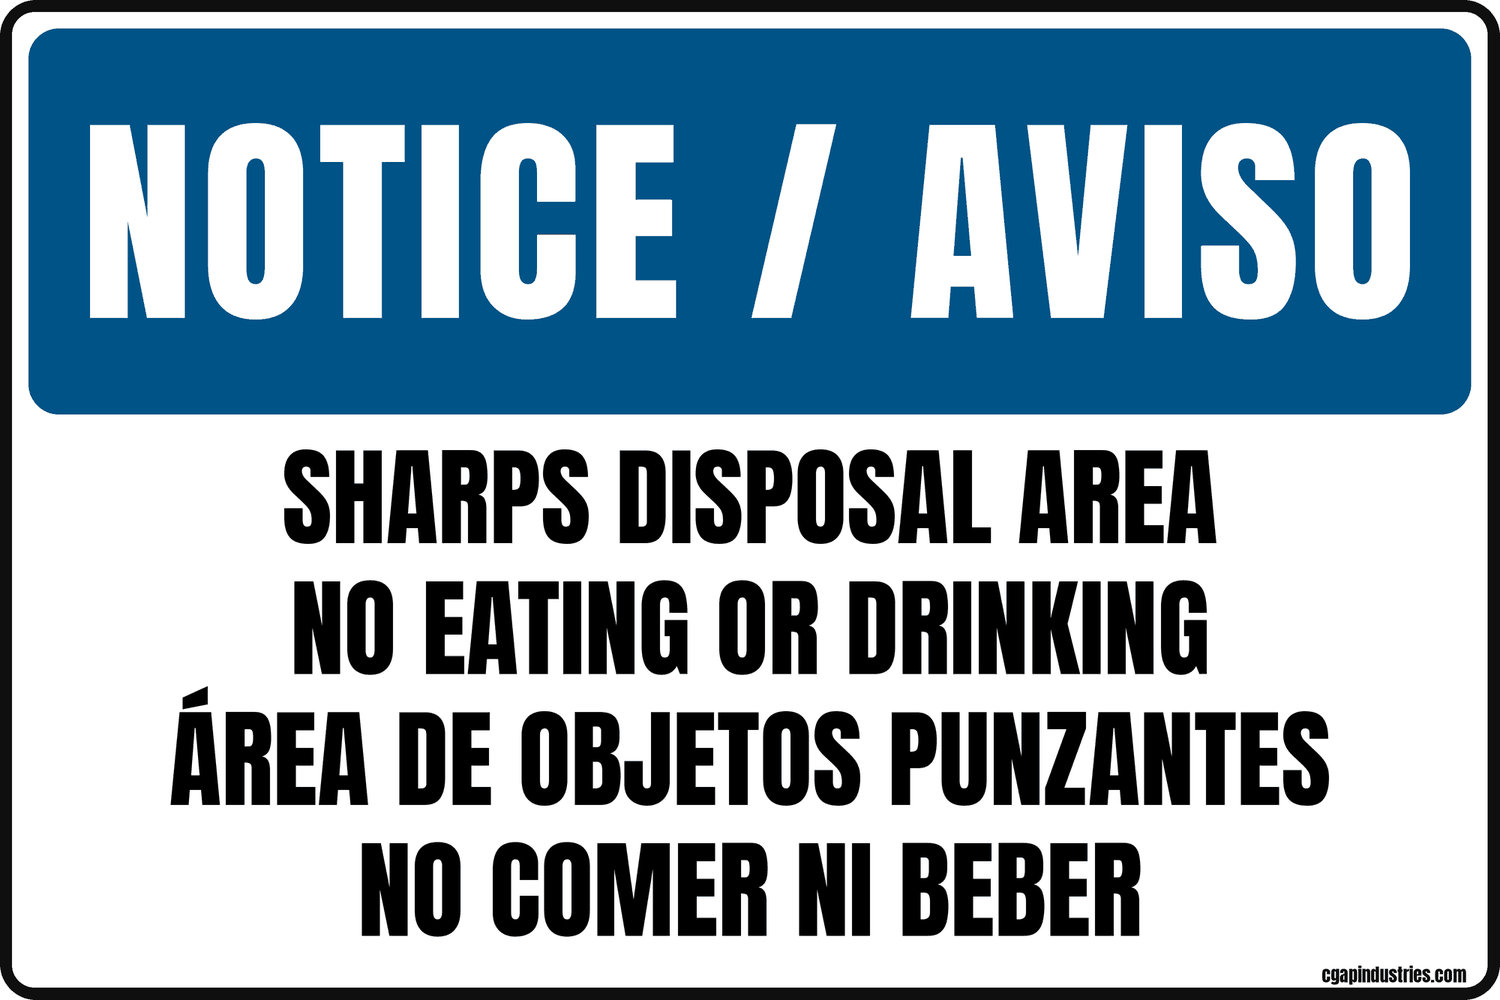 NOTICE / AVISO
SHARPS DISPOSAL AREA
NO EATING OR DRINKING
ÁREA DE OBJETOS PUNZANTES
NO COMER NI BEBER
cgapindustries.com